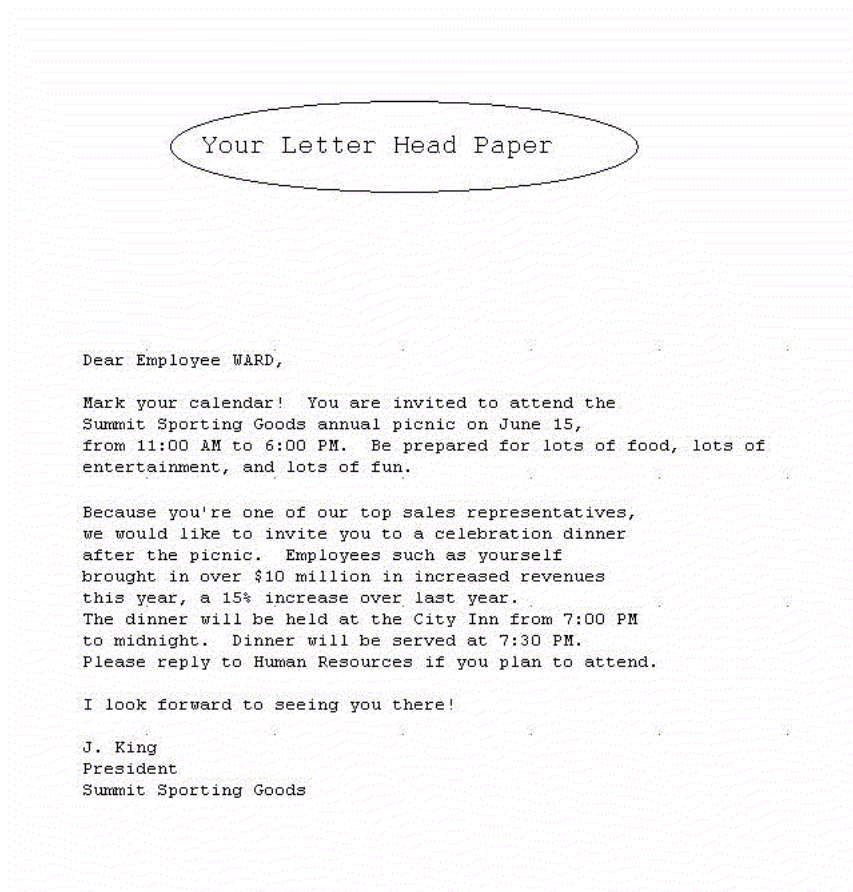 Your Letter Head Paper
Dear Employee WARD,
Mark your calendar!  You are invited to attend the
Summit Sporting Goods annual picnic on June 15,
from 11:00 AM to 6:00 PM.  Be prepared for lots of food, lots of
entertainment, and lots of fun.
Because you're one of our top sales representatives,
we would like to invite you to a celebration dinner
after the picnic.  Employees such as yourself
brought in over $10 million in increased revenues
this year, a 15% increase over last year.
The dinner will be held at the City Inn from 7:00 PM
to midnight.  Dinner will be served at 7:30 PM.
Please reply to Human Resources if you plan to attend.
I look forward to seeing you there!
J. King
President
Summit Sporting Goods